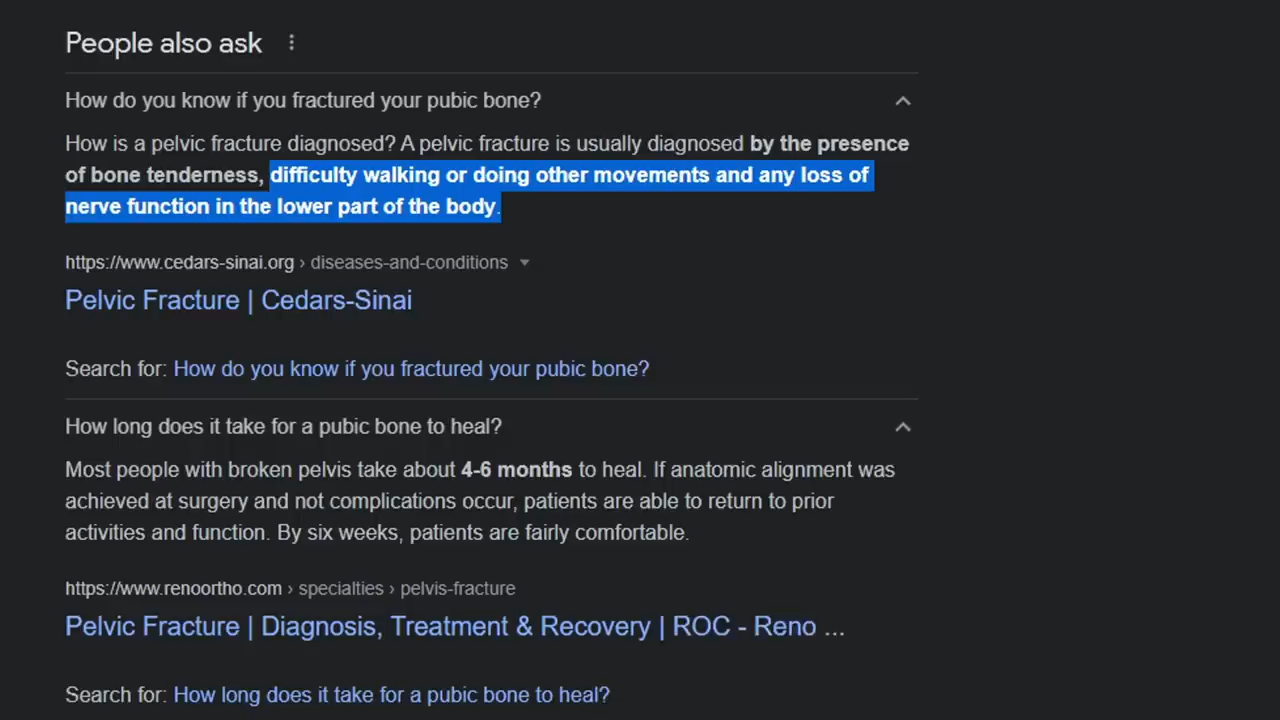 People also ask
How do you know if you fractured your pubic bone?
How is a pelvic fracture diagnosed? A pelvic fracture is usually diagnosed by the presence
of bone tenderness, difficulty walking or doing other movements and any loss of
nerve function in the lower part of the body.
https://www.cedars-sinai.org › diseases-and-conditions
Pelvic Fracture | Cedars-Sinai
Search for: How do you know if you fractured your pubic bone?
How long does it take for a pubic bone to heal?
Most people with broken pelvis take about 4-6 months to heal. If anatomic alignment was
achieved at surgery and not complications occur, patients are able to return to prior
activities and function. By six weeks, patients are fairly comfortable.
https://www.renoortho.com › specialties › pelvis-fracture
Pelvic Fracture | Diagnosis, Treatment & Recovery | ROC - Reno ...
Search for: How long does it take for a pubic bone to heal?